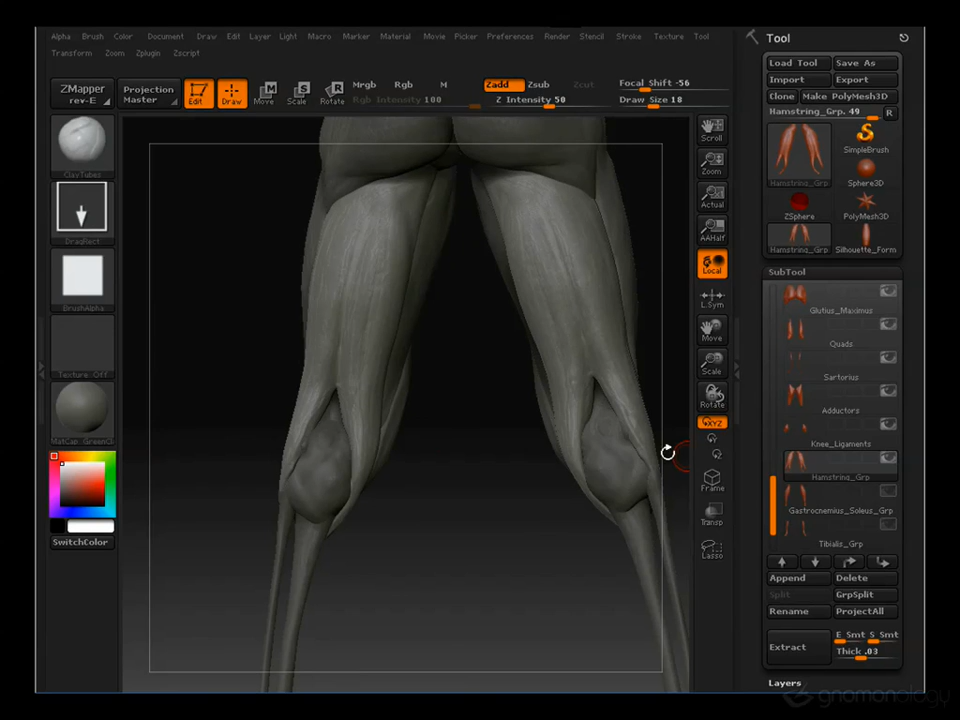 Alpha Brush Color Document Draw Edit Layer Light Macro Marker Material Movie Picker Preferences Render Stencil Stroke Texture Tool
Transform Zoom Zplugin Zscript
Tool
Load Tool Save As
Import Export
Clone Make PolyMesh3D
Hamstring_Grp. 49 R
ZMapper
rev-E
Projection
Master
Edit Draw Move Scale Rotate
Mrgb Rgb M
Rgb Intensity 100
Zadd Zsub Zcut
Z Intensity 50
Focal Shift -56
Draw Size 18
ClayTubes
DragRect
BrushAlpha
Texture Off
MatCap_GreenCl
SwitchColor
Scroll
Zoom
Actual
AAHalf
Local
L.Sym
Move
Scale
Rotate
XYZ
Frame
Transp
Lasso
Hamstring_Grp
SimpleBrush
Sphere3D
ZSphere
PolyMesh3D
Hamstring_Grp
Silhouette_Form
SubTool
Glutius_Maximus
Quads
Sartorius
Adductors
Knee_Ligaments
Hamstring_Grp
Gastrocnemius_Soleus_Grp
Tibialis_Grp
Append Delete
Split GrpSplit
Rename ProjectAll
Extract
E Smt S Smt
Thick .03
Layers
gnomonology